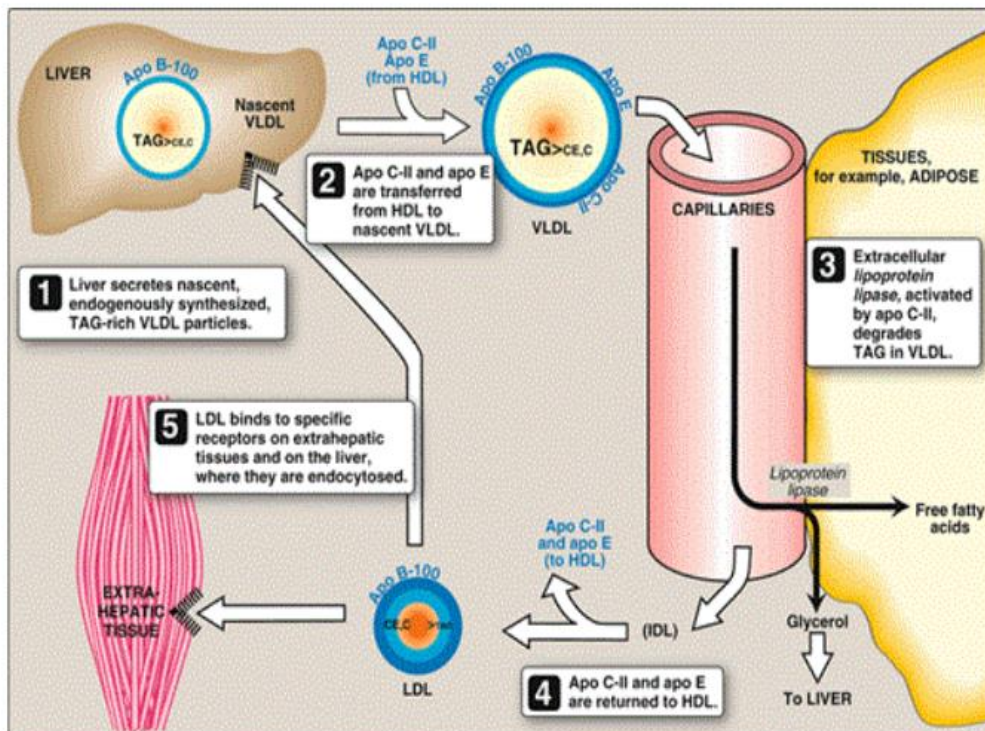 LIVER
Apo B-100
Nascent
VLDL
TAG>CE,C
Apo C-II
Apo E
(from HDL)
Apo B-100
Apo E
TAG>CE,C
Apo C-II
VLDL
2 Apo C-II and apo E
are transferred
from HDL to
nascent VLDL.
CAPILLARIES
TISSUES,
for example, ADIPOSE
1 Liver secretes nascent,
endogenously synthesized,
TAG-rich VLDL particles.
3 Extracellular
lipoprotein
lipase, activated
by apo C-II,
degrades
TAG in VLDL.
5 LDL binds to specific
receptors on extrahepatic
tissues and on the liver,
where they are endocytosed.
Lipoprotein
lipase
Free fatty
acids
Apo C-II
and apo E
(to HDL)
Apo B-100
CE,C >TAG
LDL
EXTRA-
HEPATIC
TISSUE
(IDL)
Glycerol
To LIVER
4 Apo C-II and apo E
are returned to HDL.